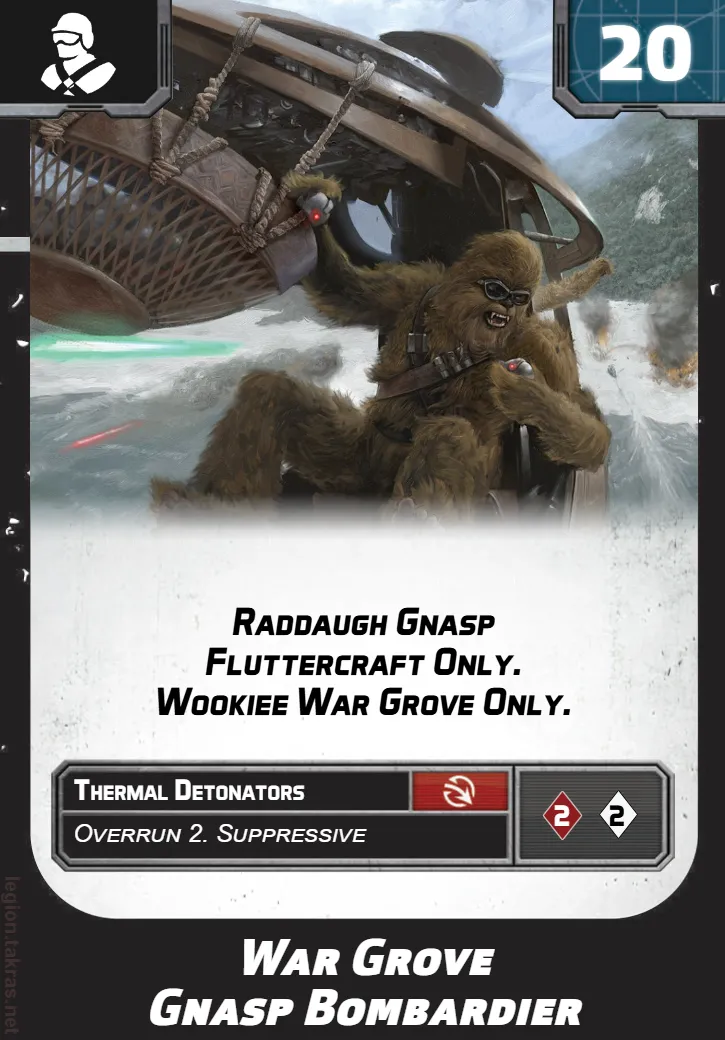 20
Raddaugh Gnasp
Fluttercraft Only.
Wookiee War Grove Only.
Thermal Detonators
Overrun 2. Suppressive
2 2
War Grove
Gnasp Bombardier
legion.takras.net